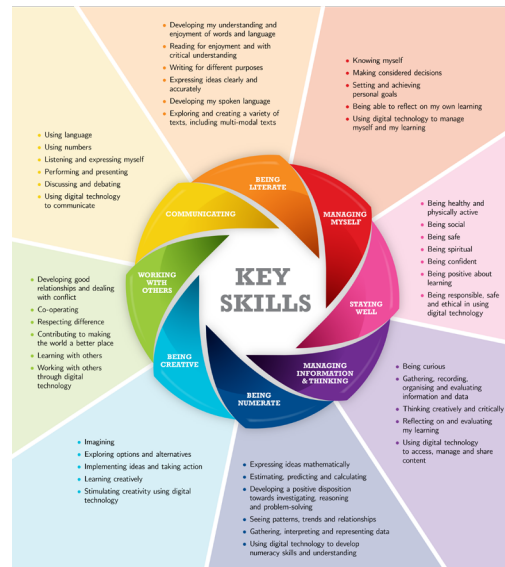 • Developing my understanding and
enjoyment of words and language
• Reading for enjoyment and with
critical understanding
• Writing for different purposes
• Expressing ideas clearly and
accurately
• Developing my spoken language
• Exploring and creating a variety of
texts, including multi-modal texts
• Knowing myself
• Making considered decisions
• Setting and achieving
personal goals
• Being able to reflect on my own learning
• Using digital technology to manage
myself and my learning
• Using language
• Using numbers
• Listening and expressing myself
• Performing and presenting
• Discussing and debating
• Using digital technology
to communicate
BEING
LITERATE
COMMUNICATING
MANAGING
MYSELF
• Being healthy and
physically active
• Being social
• Being safe
• Being spiritual
• Being confident
• Being positive about
learning
• Being responsible, safe
and ethical in using
digital technology
WORKING
WITH
OTHERS
KEY
SKILLS
STAYING
WELL
• Developing good
relationships and dealing
with conflict
• Co-operating
• Respecting difference
• Contributing to making
the world a better place
• Learning with others
• Working with others
through digital
technology
BEING
CREATIVE
MANAGING
INFORMATION
& THINKING
BEING
NUMERATE
• Being curious
• Gathering, recording,
organising and evaluating
information and data
• Thinking creatively and critically
• Reflecting on and evaluating
my learning
• Using digital technology
to access, manage and share
content
• Imagining
• Exploring options and alternatives
• Implementing ideas and taking action
• Learning creatively
• Stimulating creativity using digital
technology
• Expressing ideas mathematically
• Estimating, predicting and calculating
• Developing a positive disposition
towards investigating, reasoning
and problem-solving
• Seeing patterns, trends and relationships
• Gathering, interpreting and representing data
• Using digital technology to develop
numeracy skills and understanding